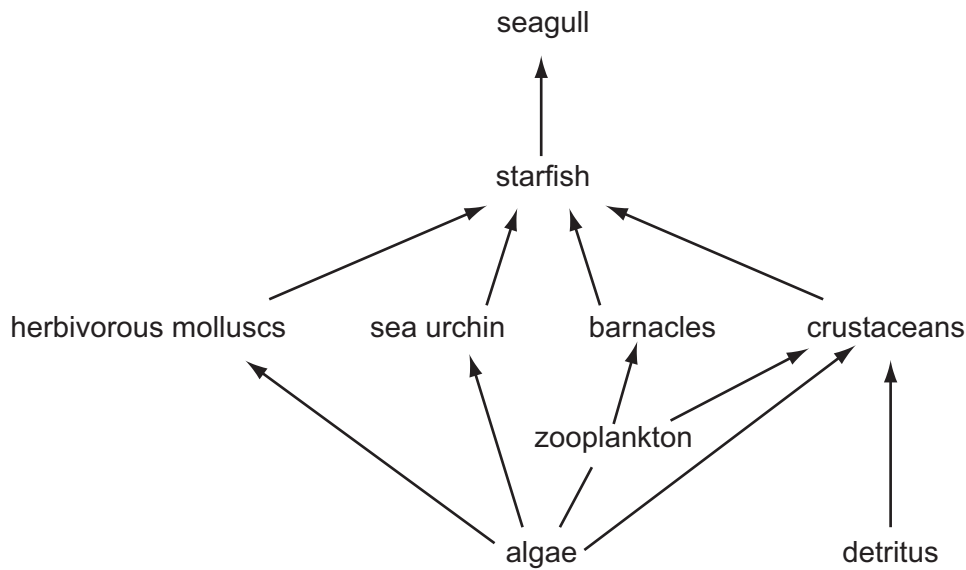 seagull
starfish
herbivorous molluscs
sea urchin
barnacles
crustaceans
zooplankton
algae
detritus